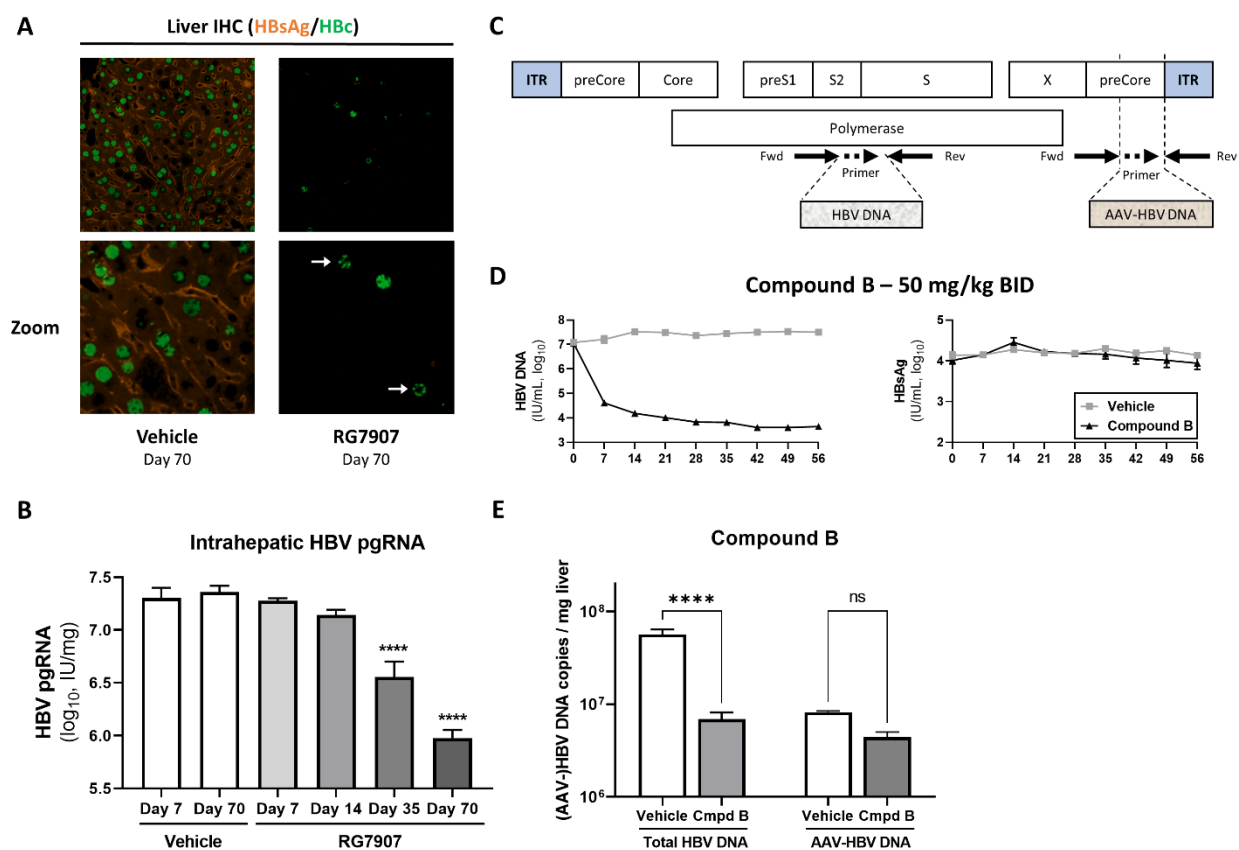 A
Liver IHC (HBsAg/HBc)
Zoom
Vehicle
Day 70
RG7907
Day 70
B
Intrahepatic HBV pgRNA
HBV pgRNA
(log10, IU/mg)
7.5
7.0
6.5
6.0
5.5
****
****
Day 7 Day 70 Day 7 Day 14 Day 35 Day 70
Vehicle RG7907
C
ITR preCore Core preS1 S2 S X preCore ITR
Polymerase
Fwd Primer Rev Fwd Primer Rev
HBV DNA AAV-HBV DNA
D
Compound B – 50 mg/kg BID
HBV DNA
(IU/mL, log10)
8
7
6
5
4
3
0 7 14 21 28 35 42 49 56
HBsAg
(IU/mL, log10)
5
4
3
2
Vehicle
Compound B
0 7 14 21 28 35 42 49 56
E
Compound B
(AAV-)HBV DNA copies / mg liver
10^8
10^7
10^6
**** ns
Vehicle Cmpd B Vehicle Cmpd B
Total HBV DNA AAV-HBV DNA